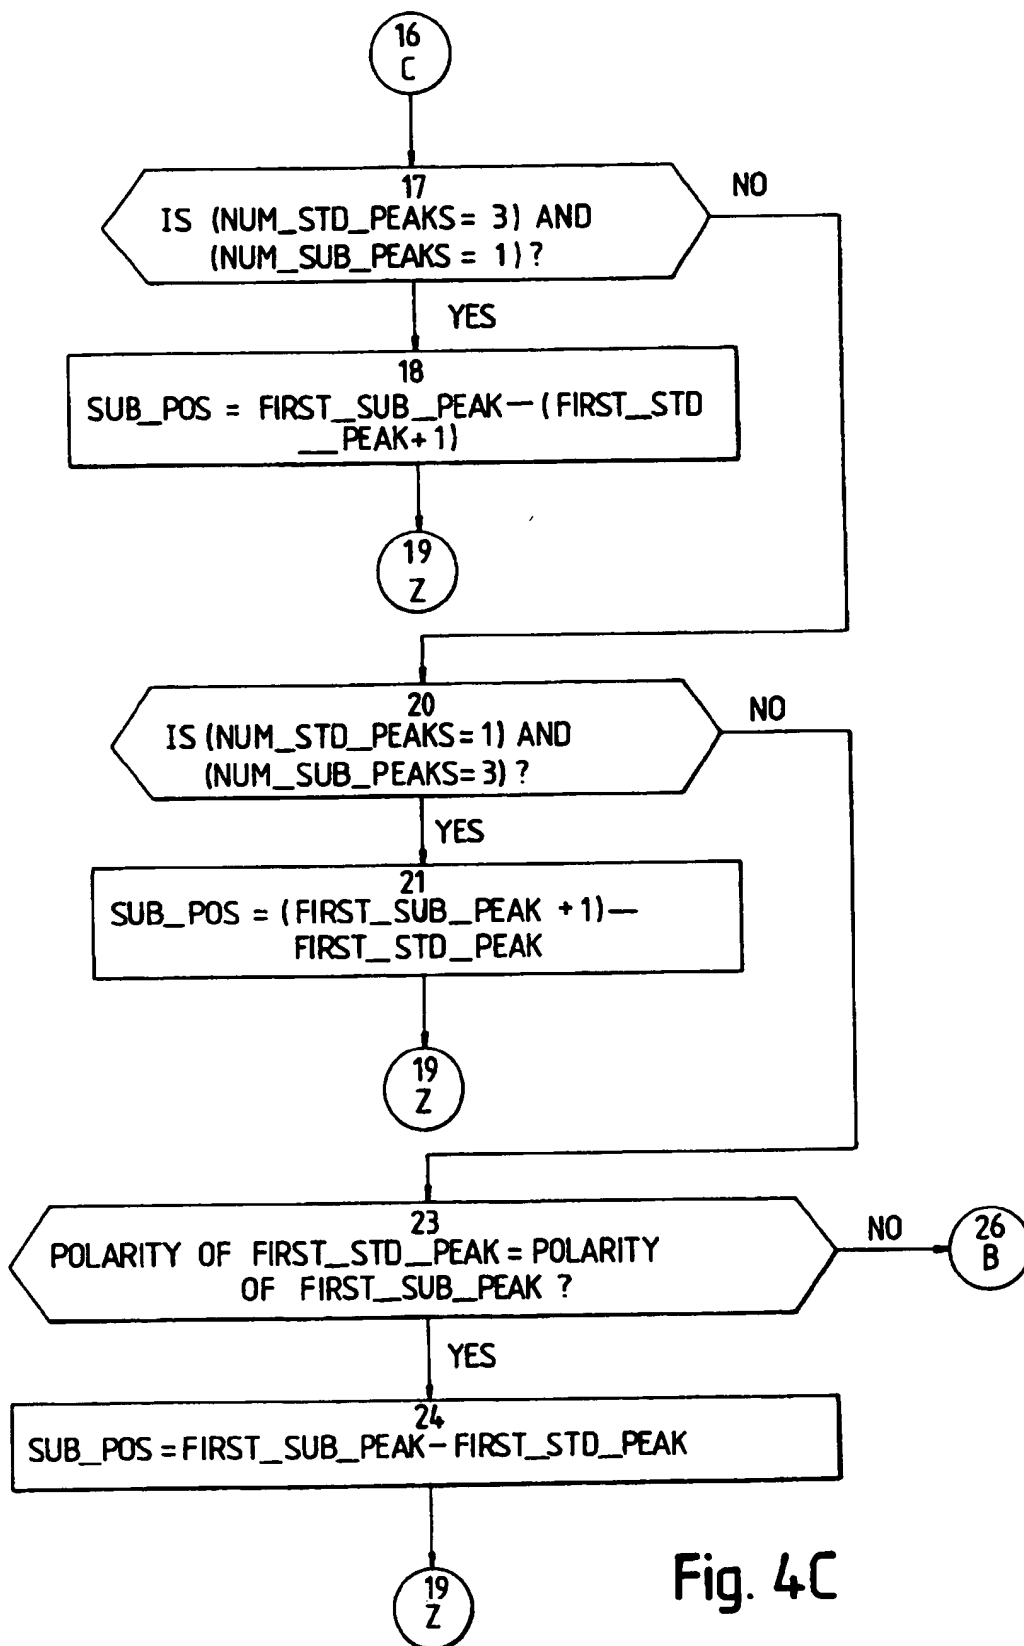 16
C
17
NO
IS (NUM_STD_PEAKS = 3) AND
(NUM_SUB_PEAKS = 1) ?
YES
18
SUB_POS = FIRST_SUB_PEAK — (FIRST_STD
__PEAK + 1)
19
Z
20
NO
IS (NUM_STD_PEAKS = 1) AND
(NUM_SUB_PEAKS = 3) ?
YES
21
SUB_POS = (FIRST_SUB_PEAK + 1) —
FIRST_STD_PEAK
19
Z
23
POLARITY OF FIRST_STD_PEAK = POLARITY
OF FIRST_SUB_PEAK ?
NO
26
B
YES
24
SUB_POS = FIRST_SUB_PEAK – FIRST_STD_PEAK
19
Z
Fig. 4C